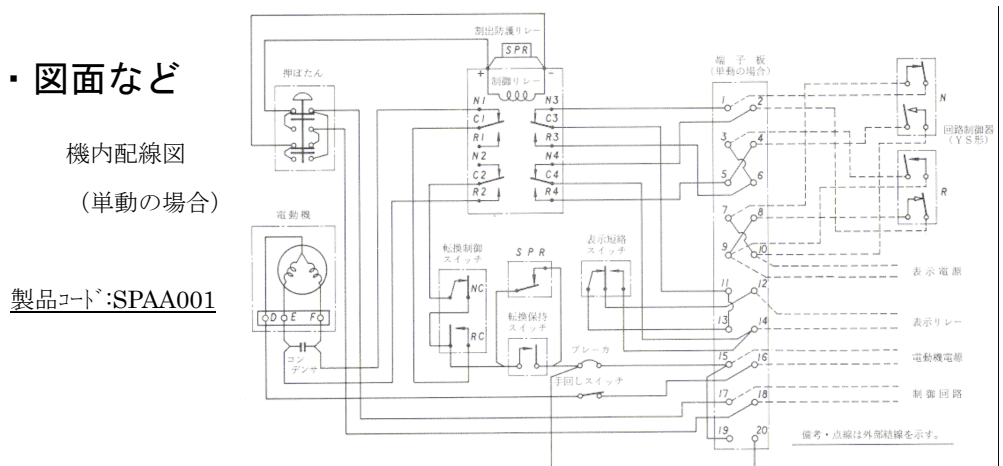 ・図面など
機内配線図
(単動の場合)
製品コード:SPAA001
割出防護リレー
SPR
+ 制御リレー −
押ぼたん
N1 N3
C1 C3
R1 R3
N2 N4
C2 C4
R2 R4
端子板
(単動の場合)
1 2
3 4
5 6
7 8
9 10
11 12
13 14
15 16
17 18
19 20
N
回路制御器
(YS形)
R
電動機
D E F
コンデンサ
転換制御
スイッチ
NC
RC
SPR
転換保持
スイッチ
表示短絡
スイッチ
ブレーカ
手回しスイッチ
表示電源
表示リレー
電動機電源
制御回路
備考・点線は外部結線を示す。